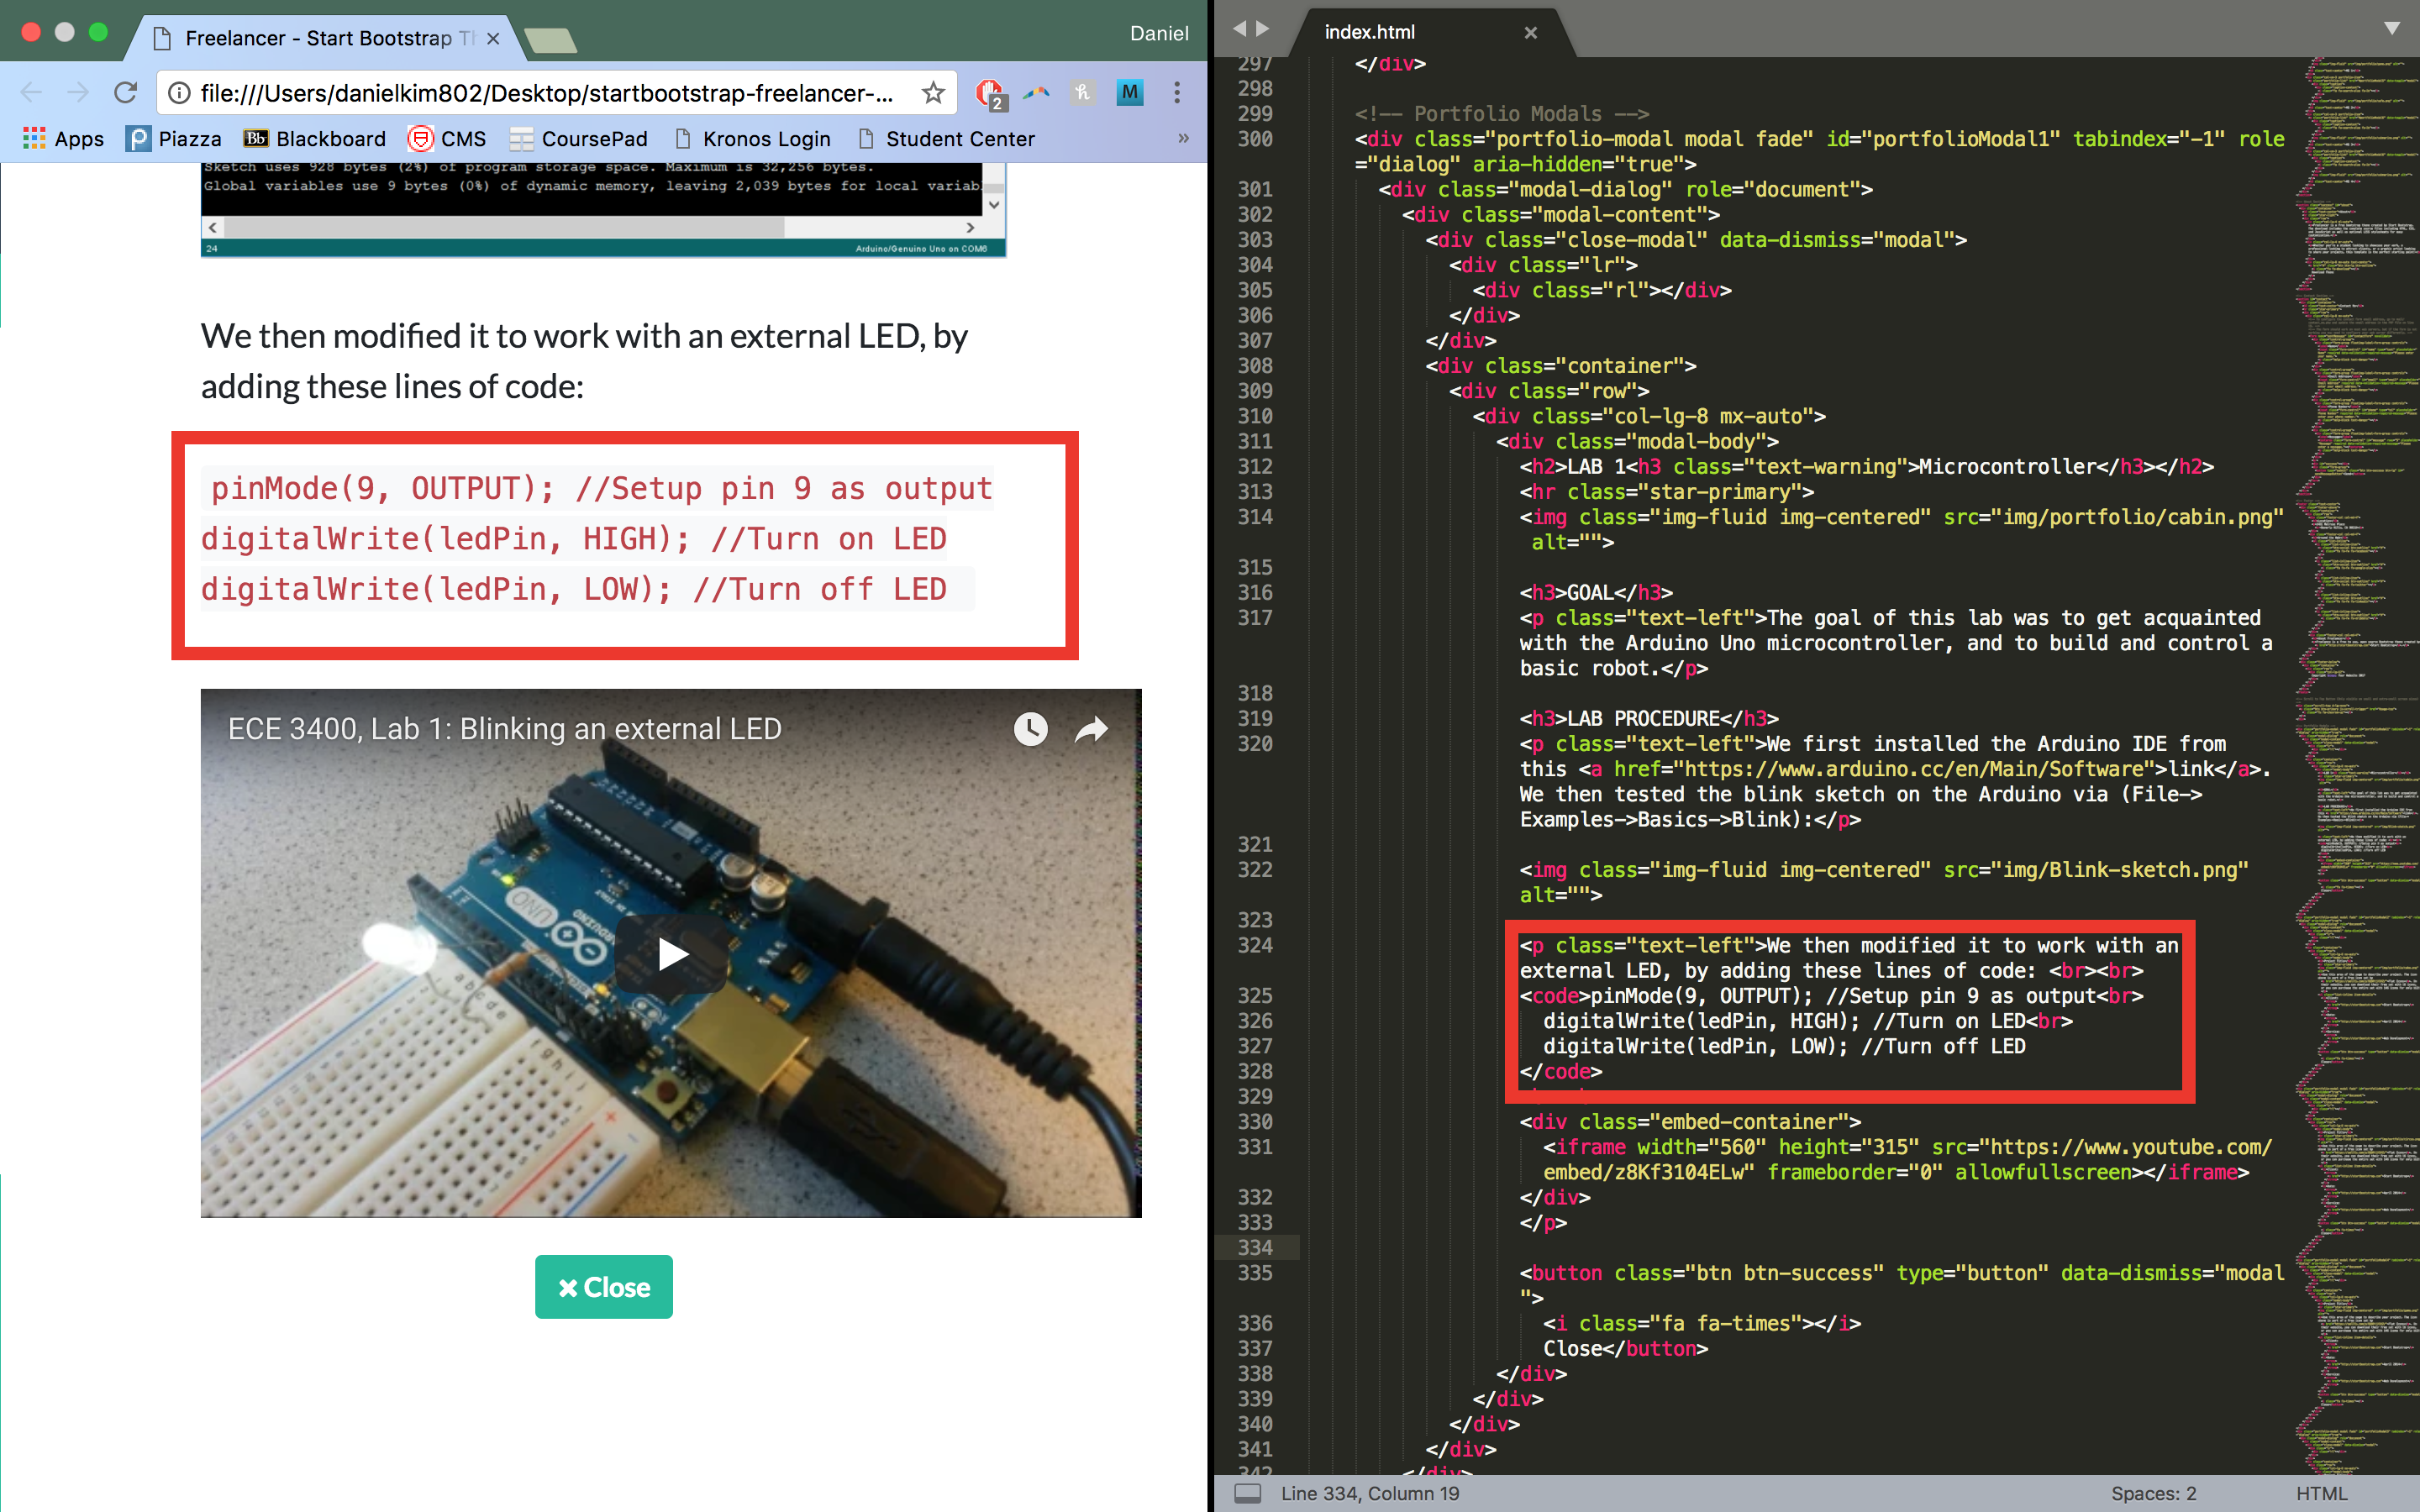 Freelancer - Start Bootstrap Th
Daniel
file:///Users/danielkim802/Desktop/startbootstrap-freelancer-...
2
M
Apps
Piazza
Bb Blackboard
CMS
CoursePad
Kronos Login
Student Center
»
Sketch uses 928 bytes (2%) of program storage space. Maximum is 32,256 bytes.
Global variables use 9 bytes (0%) of dynamic memory, leaving 2,039 bytes for local variab
24
Arduino/Genuino Uno on COM6
We then modified it to work with an external LED, by
adding these lines of code:
pinMode(9, OUTPUT); //Setup pin 9 as output
digitalWrite(ledPin, HIGH); //Turn on LED
digitalWrite(ledPin, LOW); //Turn off LED
ECE 3400, Lab 1: Blinking an external LED
UNO
ARDUINO
Close
index.html
297 </div>
298
299 <!-- Portfolio Modals -->
300 <div class="portfolio-modal modal fade" id="portfolioModal1" tabindex="-1" role
="dialog" aria-hidden="true">
301 <div class="modal-dialog" role="document">
302 <div class="modal-content">
303 <div class="close-modal" data-dismiss="modal">
304 <div class="lr">
305 <div class="rl"></div>
306 </div>
307 </div>
308 <div class="container">
309 <div class="row">
310 <div class="col-lg-8 mx-auto">
311 <div class="modal-body">
312 <h2>LAB 1<h3 class="text-warning">Microcontroller</h3></h2>
313 <hr class="star-primary">
314 <img class="img-fluid img-centered" src="img/portfolio/cabin.png"
alt="">
315
316 <h3>GOAL</h3>
317 <p class="text-left">The goal of this lab was to get acquainted
with the Arduino Uno microcontroller, and to build and control a
basic robot.</p>
318
319 <h3>LAB PROCEDURE</h3>
320 <p class="text-left">We first installed the Arduino IDE from
this <a href="https://www.arduino.cc/en/Main/Software">link</a>.
We then tested the blink sketch on the Arduino via (File->
Examples->Basics->Blink):</p>
321
322 <img class="img-fluid img-centered" src="img/Blink-sketch.png"
alt="">
323
324 <p class="text-left">We then modified it to work with an
external LED, by adding these lines of code: <br><br>
325 <code>pinMode(9, OUTPUT); //Setup pin 9 as output<br>
326 digitalWrite(ledPin, HIGH); //Turn on LED<br>
327 digitalWrite(ledPin, LOW); //Turn off LED
328 </code>
329
330 <div class="embed-container">
331 <iframe width="560" height="315" src="https://www.youtube.com/
embed/z8Kf3104ELw" frameborder="0" allowfullscreen></iframe>
332 </div>
333 </p>
334
335 <button class="btn btn-success" type="button" data-dismiss="modal
">
336 <i class="fa fa-times"></i>
337 Close</button>
338 </div>
339 </div>
340 </div>
341 </div>
342 </div>
Line 334, Column 19
Spaces: 2
HTML